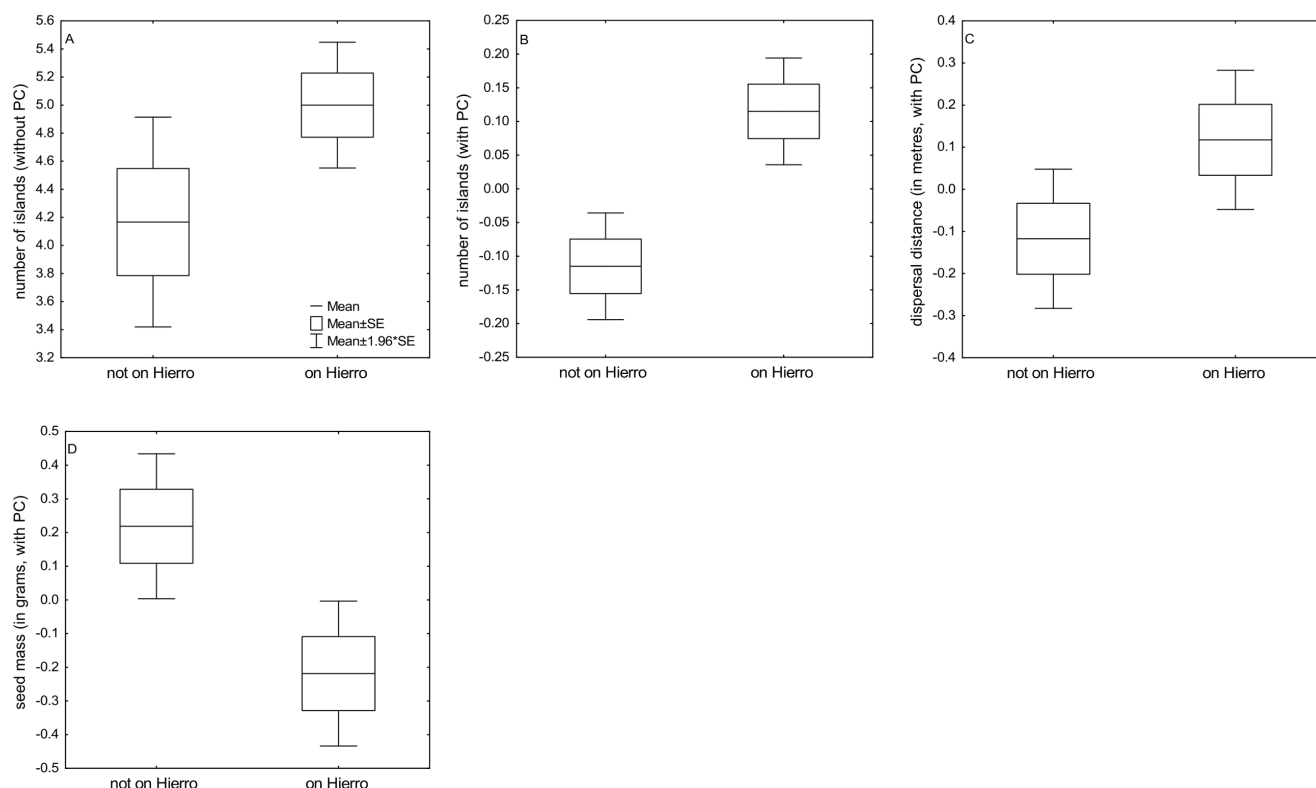 A
number of islands (without PC)
5.6
5.4
5.2
5.0
4.8
4.6
4.4
4.2
4.0
3.8
3.6
3.4
3.2
Mean
Mean±SE
Mean±1.96*SE
not on Hierro
on Hierro
B
number of islands (with PC)
0.25
0.20
0.15
0.10
0.05
0.00
-0.05
-0.10
-0.15
-0.20
-0.25
not on Hierro
on Hierro
C
dispersal distance (in metres, with PC)
0.4
0.3
0.2
0.1
0.0
-0.1
-0.2
-0.3
-0.4
not on Hierro
on Hierro
D
seed mass (in grams, with PC)
0.5
0.4
0.3
0.2
0.1
0.0
-0.1
-0.2
-0.3
-0.4
-0.5
not on Hierro
on Hierro